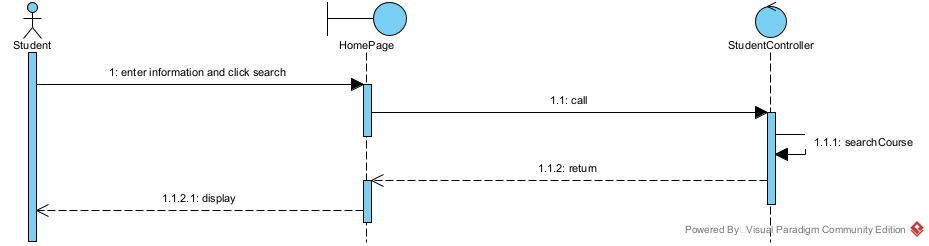 Student
HomePage
StudentController
1: enter information and click search
1.1: call
1.1.1: searchCourse
1.1.2: return
1.1.2.1: display
Powered By Visual Paradigm Community Edition